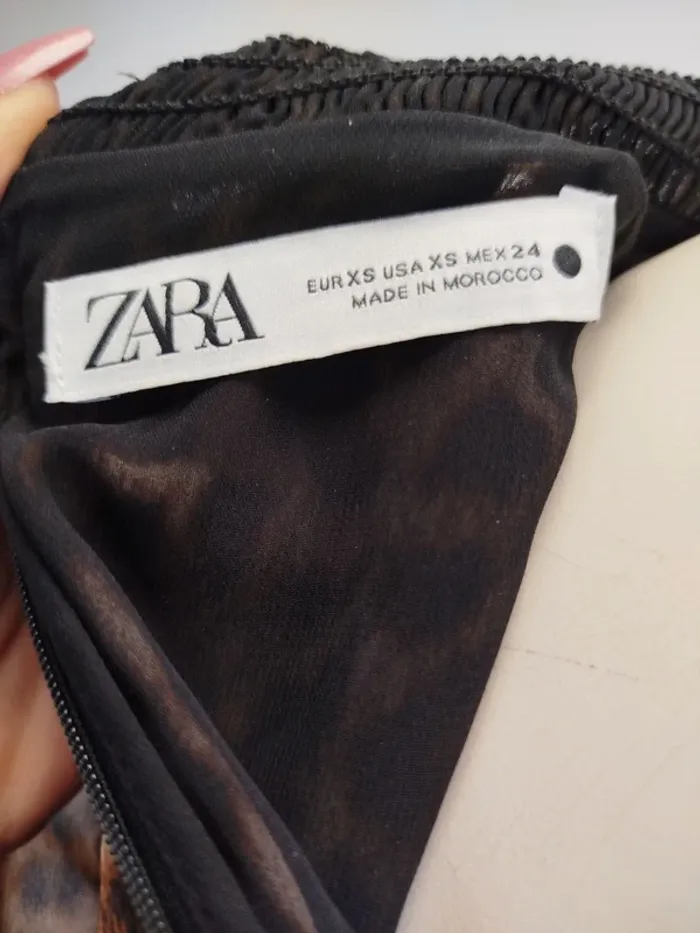 ZARA
EUR XS USA XS MEX 24
MADE IN MOROCCO